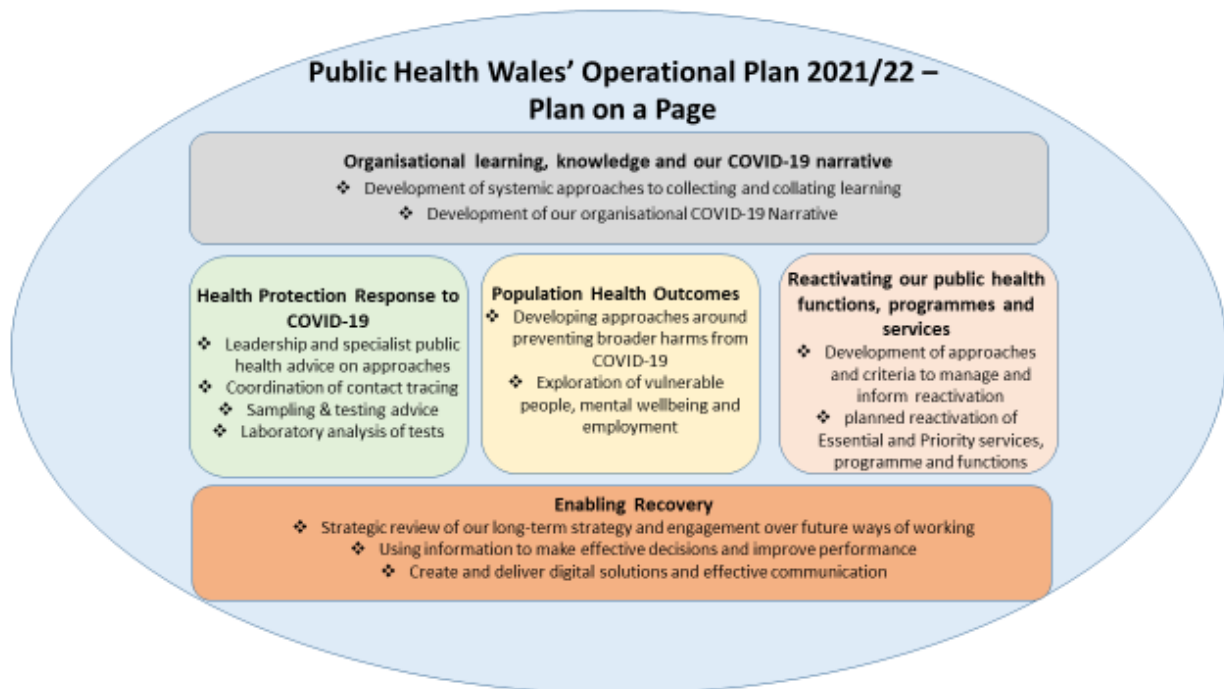 Public Health Wales' Operational Plan 2021/22 –
Plan on a Page
Organisational learning, knowledge and our COVID-19 narrative
❖ Development of systemic approaches to collecting and collating learning
❖ Development of our organisational COVID-19 Narrative
Health Protection Response to
COVID-19
❖ Leadership and specialist public
health advice on approaches
❖ Coordination of contact tracing
❖ Sampling & testing advice
❖ Laboratory analysis of tests
Population Health Outcomes
❖ Developing approaches around
preventing broader harms from
COVID-19
❖ Exploration of vulnerable
people, mental wellbeing and
employment
Reactivating our public health
functions, programmes and
services
❖ Development of approaches
and criteria to manage and
inform reactivation
❖ planned reactivation of
Essential and Priority services,
programme and functions
Enabling Recovery
❖ Strategic review of our long-term strategy and engagement over future ways of working
❖ Using information to make effective decisions and improve performance
❖ Create and deliver digital solutions and effective communication